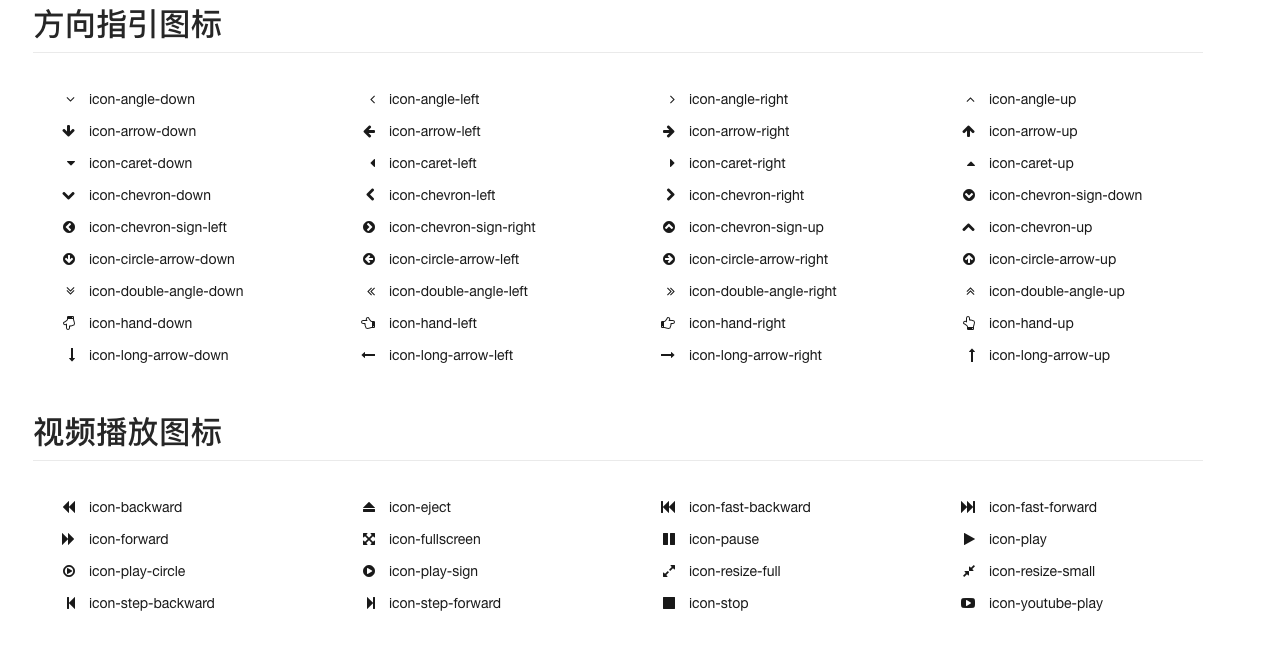 方向指引图标
icon-angle-down icon-angle-left icon-angle-right icon-angle-up
icon-arrow-down icon-arrow-left icon-arrow-right icon-arrow-up
icon-caret-down icon-caret-left icon-caret-right icon-caret-up
icon-chevron-down icon-chevron-left icon-chevron-right icon-chevron-sign-down
icon-chevron-sign-left icon-chevron-sign-right icon-chevron-sign-up icon-chevron-up
icon-circle-arrow-down icon-circle-arrow-left icon-circle-arrow-right icon-circle-arrow-up
icon-double-angle-down icon-double-angle-left icon-double-angle-right icon-double-angle-up
icon-hand-down icon-hand-left icon-hand-right icon-hand-up
icon-long-arrow-down icon-long-arrow-left icon-long-arrow-right icon-long-arrow-up
视频播放图标
icon-backward icon-eject icon-fast-backward icon-fast-forward
icon-forward icon-fullscreen icon-pause icon-play
icon-play-circle icon-play-sign icon-resize-full icon-resize-small
icon-step-backward icon-step-forward icon-stop icon-youtube-play